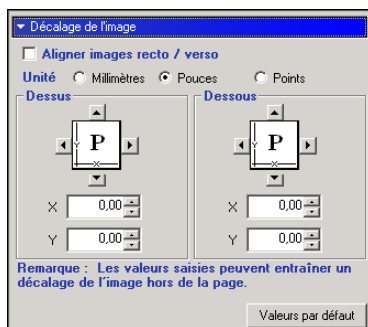 Décalage de l'image
Aligner images recto / verso
Unité Millimètres Pouces Points
Dessus Dessous
Y P X Y P X
X 0,00 X 0,00
Y 0,00 Y 0,00
Remarque : Les valeurs saisies peuvent entraîner un
décalage de l'image hors de la page.
Valeurs par défaut